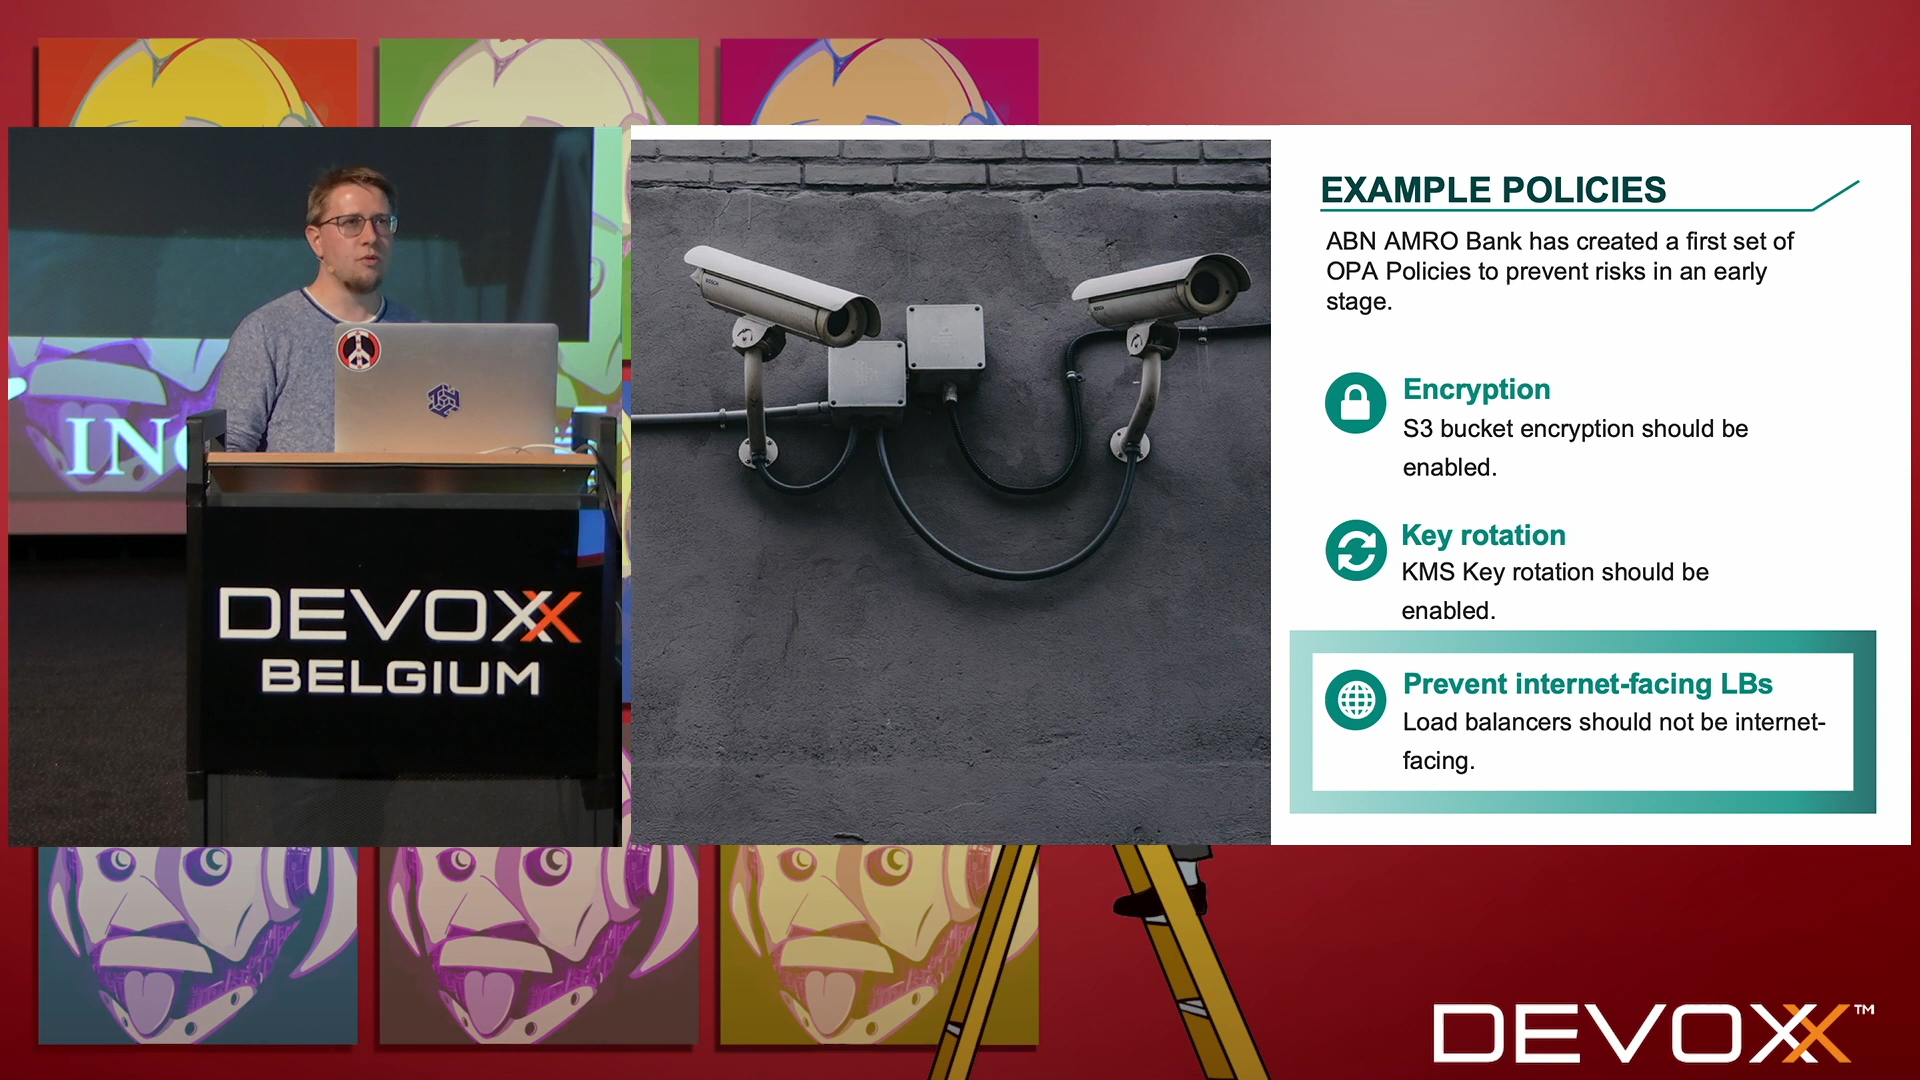 EXAMPLE POLICIES
ABN AMRO Bank has created a first set of
OPA Policies to prevent risks in an early
stage.
Encryption
S3 bucket encryption should be
enabled.
Key rotation
KMS Key rotation should be
enabled.
Prevent internet-facing LBs
Load balancers should not be internet-
facing.
ING
DEVOXX
BELGIUM
DEVOXX™